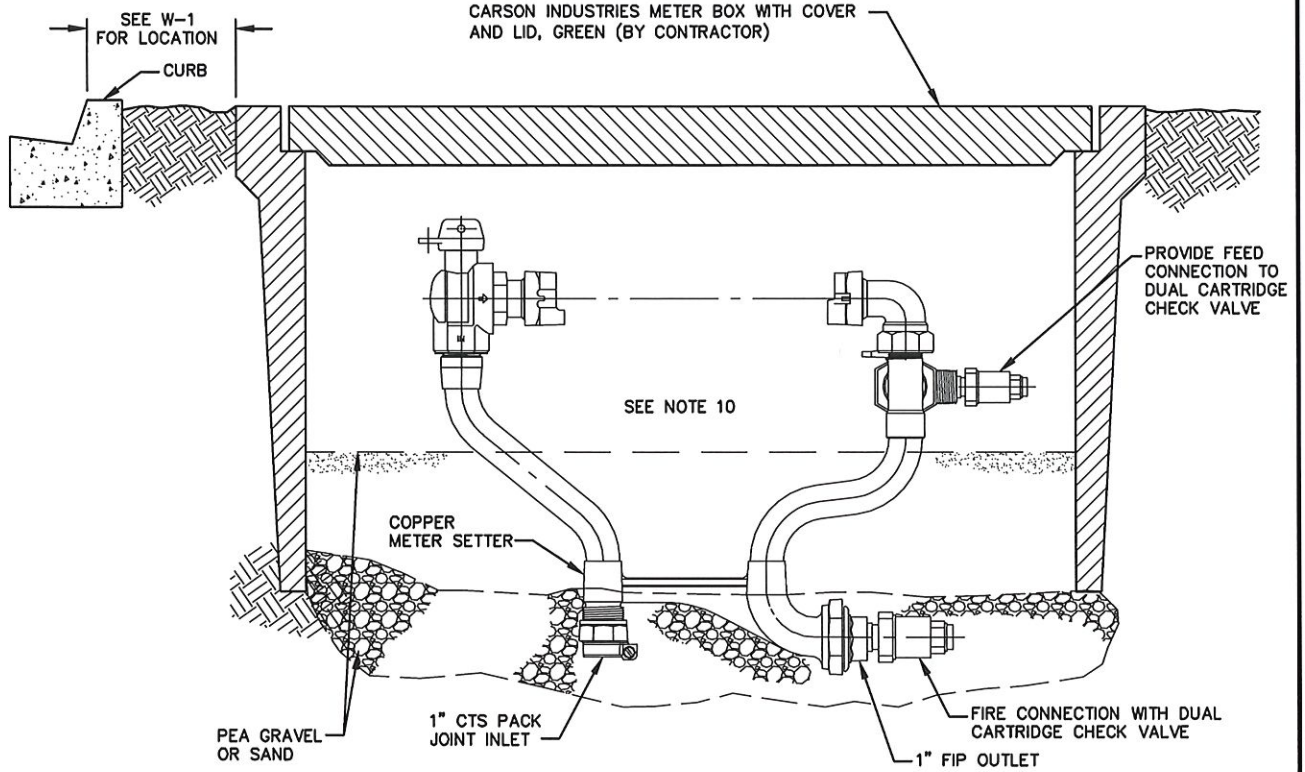 CARSON INDUSTRIES METER BOX WITH COVER
AND LID, GREEN (BY CONTRACTOR)
SEE W-1
FOR LOCATION
CURB
PROVIDE FEED
CONNECTION TO
DUAL CARTRIDGE
CHECK VALVE
SEE NOTE 10
COPPER
METER SETTER
PEA GRAVEL
OR SAND
1" CTS PACK
JOINT INLET
FIRE CONNECTION WITH DUAL
CARTRIDGE CHECK VALVE
1" FIP OUTLET